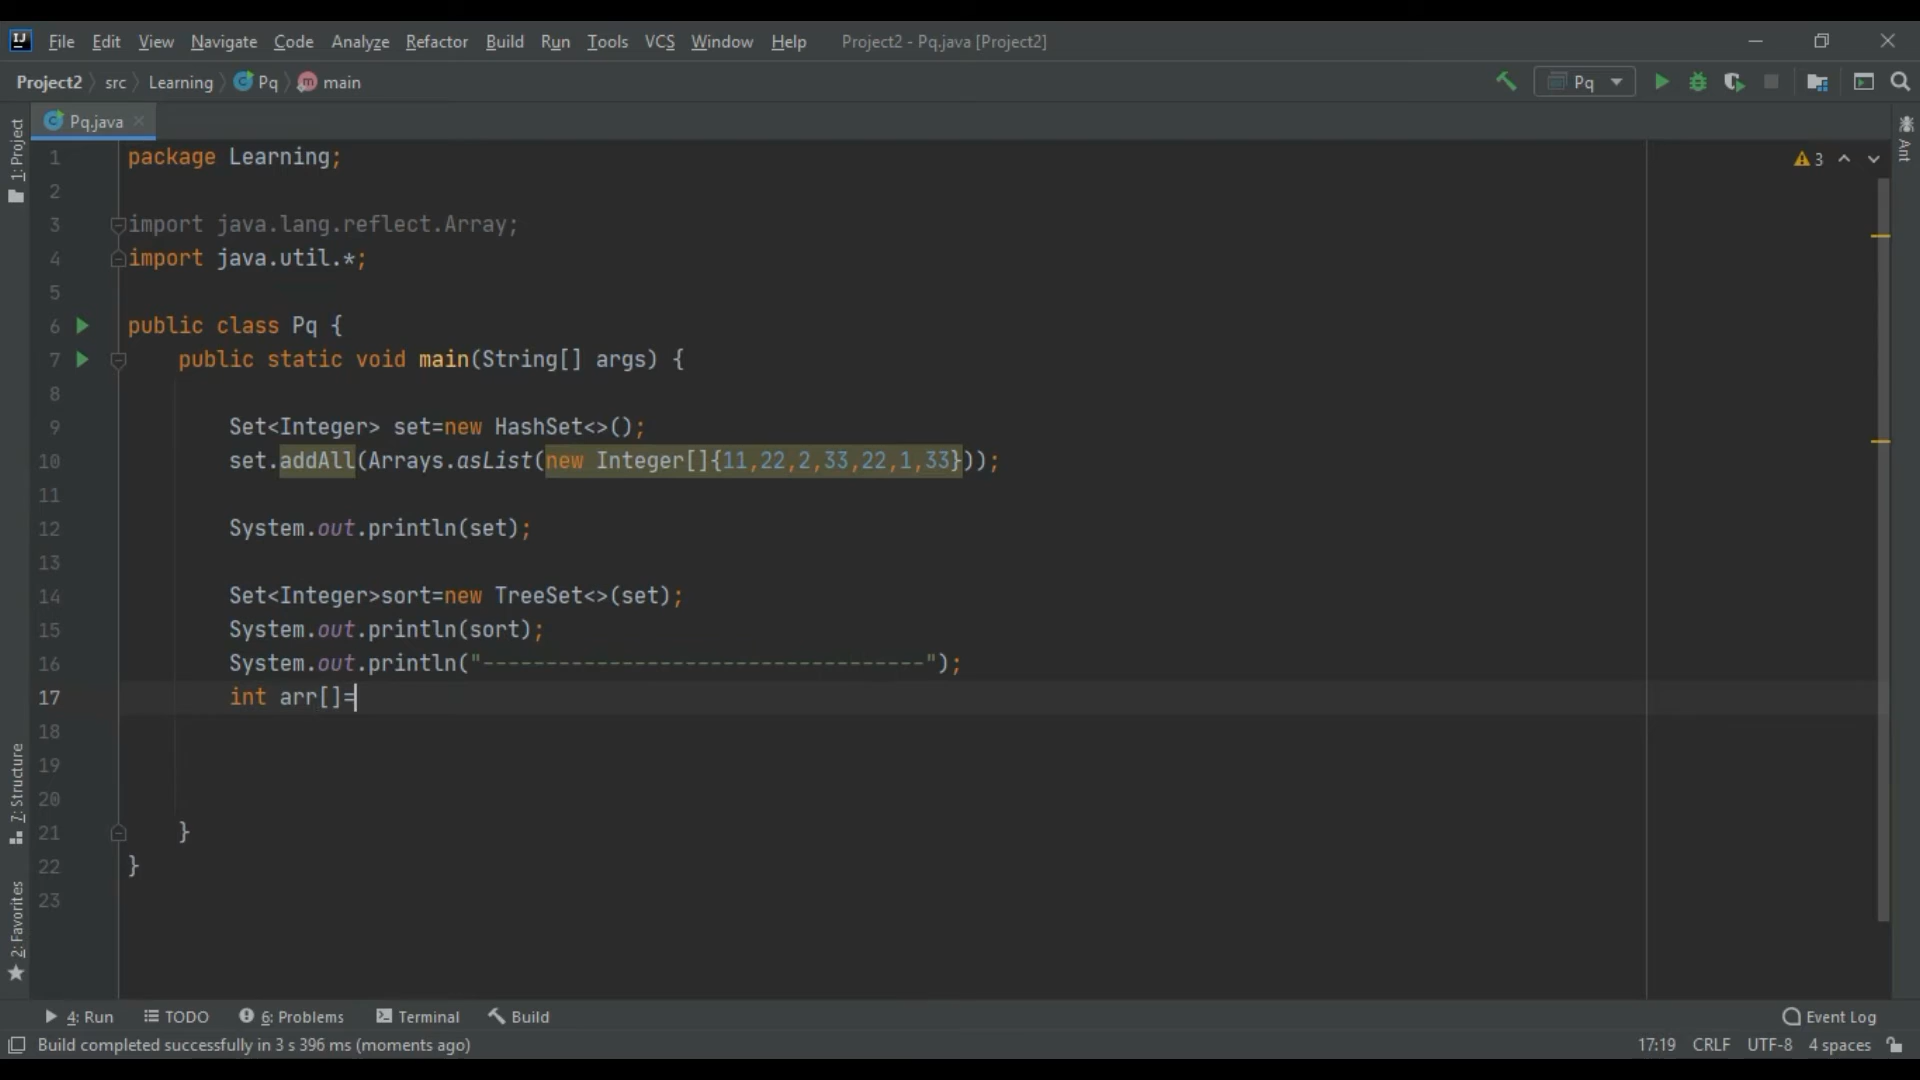 File Edit View Navigate Code Analyze Refactor Build Run Tools VCS Window Help Project2 - Pq.java [Project2]
Project2 src Learning Pq main Pq
Pq.java
1: Project
Ant
3
1 package Learning;
2
3 import java.lang.reflect.Array;
4 import java.util.*;
5
6 public class Pq {
7 public static void main(String[] args) {
8
9 Set<Integer> set=new HashSet<>();
10 set.addAll(Arrays.asList(new Integer[]{11,22,2,33,22,1,33}));
11
12 System.out.println(set);
13
14 Set<Integer>sort=new TreeSet<>(set);
15 System.out.println(sort);
16 System.out.println("-----------------------------------");
17 int arr[]=
18
19
20
21 }
22 }
23
7: Structure
2: Favorites
4: Run TODO 6: Problems Terminal Build Event Log
Build completed successfully in 3 s 396 ms (moments ago) 17:19 CRLF UTF-8 4 spaces